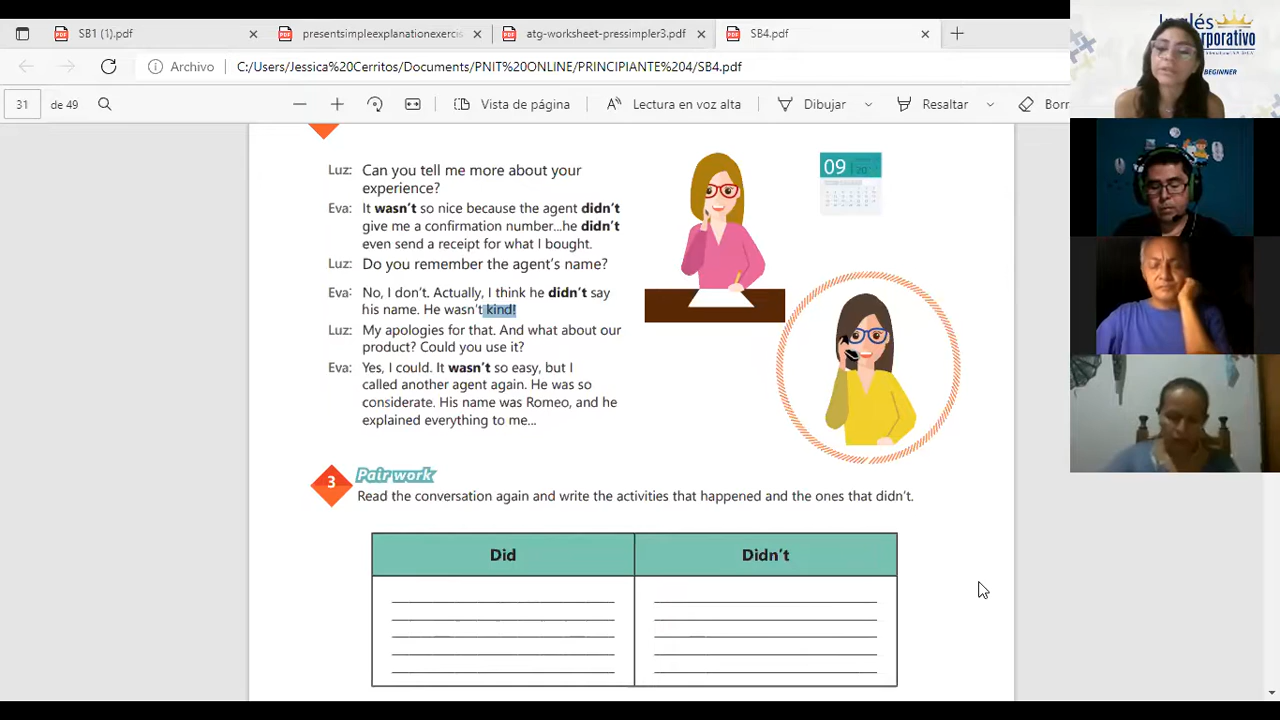 SB1 (1).pdf
presentsimpleexplanationexercis
atg-worksheet-pressimpler3.pdf
SB4.pdf
Archivo
C:/Users/Jessica%20Cerritos/Documents/PNIT%20ONLINE/PRINCIPIANTE%204/SB4.pdf
31 de 49
Vista de página
Lectura en voz alta
Dibujar
Resaltar
Borr
Inglés
orporativo
BEGINNER
09
Luz: Can you tell me more about your
experience?
Eva: It wasn't so nice because the agent didn't
give me a confirmation number...he didn't
even send a receipt for what I bought.
Luz: Do you remember the agent's name?
Eva: No, I don't. Actually, I think he didn't say
his name. He wasn't kind!
Luz: My apologies for that. And what about our
product? Could you use it?
Eva: Yes, I could. It wasn't so easy, but I
called another agent again. He was so
considerate. His name was Romeo, and he
explained everything to me...
3 Pair work
Read the conversation again and write the activities that happened and the ones that didn't.
Did
Didn't